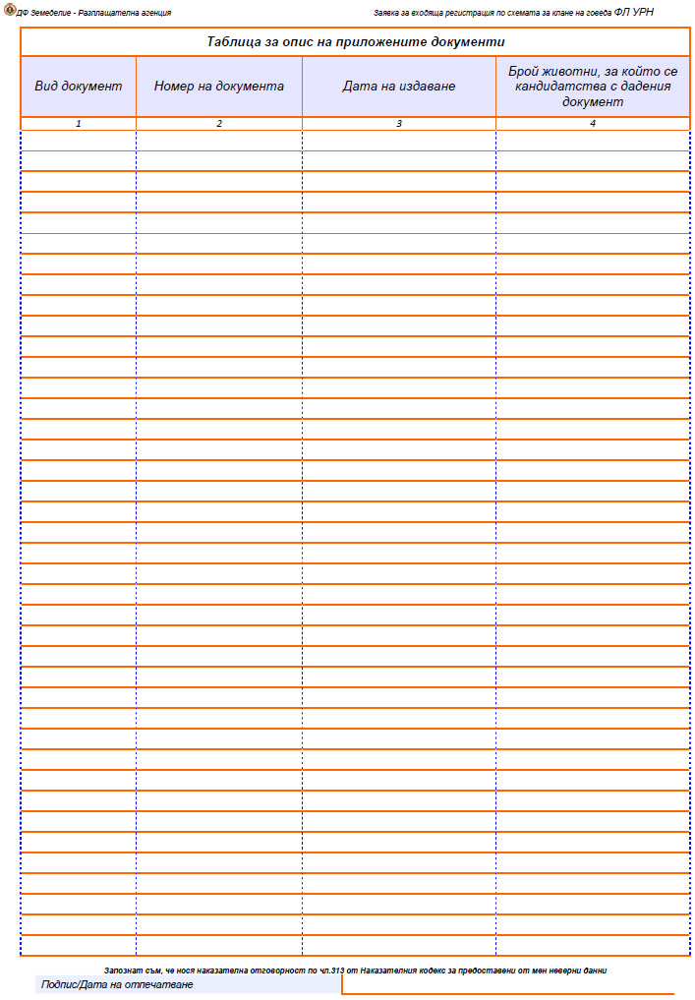 ДФ Земеделие - Разплащателна агенция
Заявка за входяща регистрация по схемата за клане на говеда ФЛ УРН
Таблица за опис на приложените документи
Вид документ
Номер на документа
Дата на издаване
Брой животни, за който се
кандидатства с дадения
документ
1
2
3
4
Запознат съм, че нося наказателна отговорност по чл.313 от Наказателния кодекс за предоставени от мен неверни данни
Подпис/Дата на отпечатване